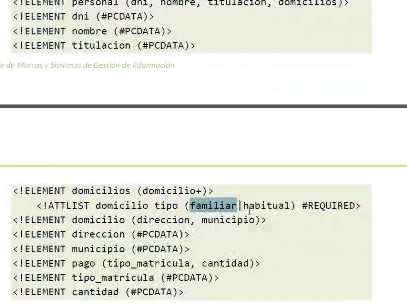 <!ELEMENT personal (dni, nombre, titulacion, domicilios)>
<!ELEMENT dni (#PCDATA)>
<!ELEMENT nombre (#PCDATA)>
<!ELEMENT titulacion (#PCDATA)>
e de Marcas y Sistemas de Gestión de Información
<!ELEMENT domicilios (domicilio+)>
<!ATTLIST domicilio tipo (familiar|habitual) #REQUIRED>
<!ELEMENT domicilio (direccion, municipio)>
<!ELEMENT direccion (#PCDATA)>
<!ELEMENT municipio (#PCDATA)>
<!ELEMENT pago (tipo_matricula, cantidad)>
<!ELEMENT tipo_matricula (#PCDATA)>
<!ELEMENT cantidad (#PCDATA)>